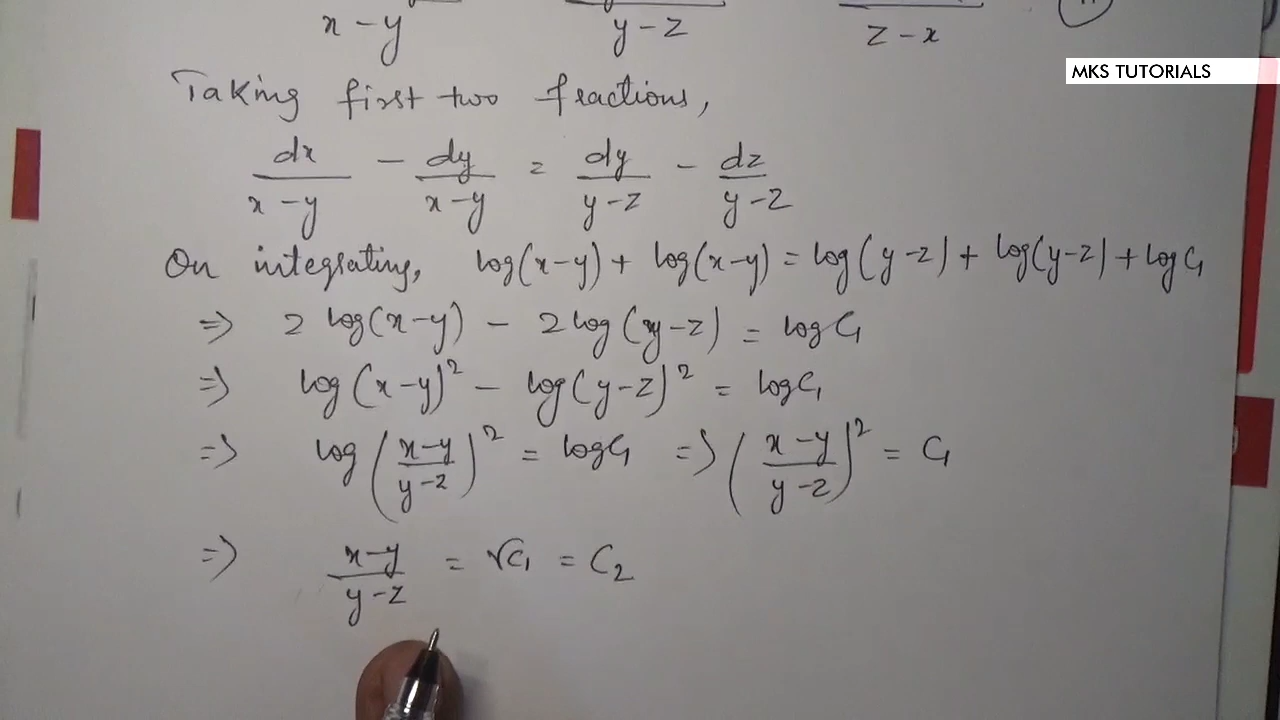 x-y y-z z-x
MKS TUTORIALS
Taking first two fractions,
dx/(x-y) - dy/(x-y) = dy/(y-z) - dz/(y-z)
On integrating, log(x-y) + log(x-y) = log(y-z) + log(y-z) + log C₁
⇒ 2 log(x-y) - 2 log(y-z) = log C₁
⇒ log(x-y)² - log(y-z)² = log C₁
⇒ log((x-y)/(y-z))² = log C₁ ⇒ ((x-y)/(y-z))² = C₁
⇒ (x-y)/(y-z) = √C₁ = C₂